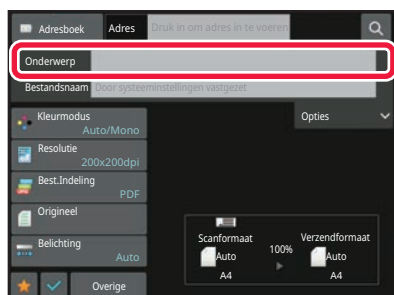 Adresboek Adres Druk in om adres in te voeren
Onderwerp
Bestandsnaam Door systeeminstellingen vastgezet
Kleurmodus
Auto/Mono
Opties
Resolutie
200x200dpi
Best.Indeling
PDF
Origineel
Belichting
Auto
Scanformaat
Auto
A4
100%
Verzendformaat
Auto
A4
Overige